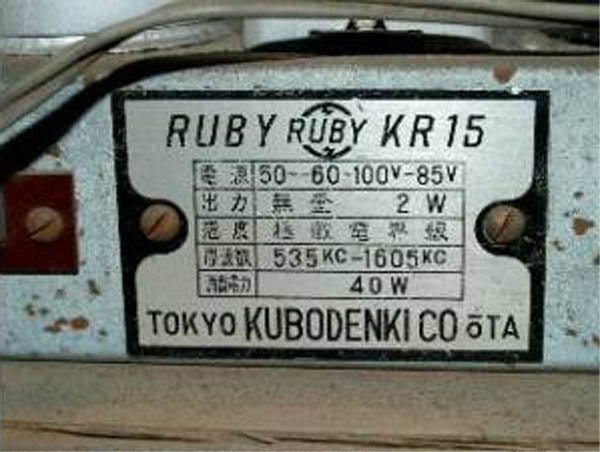 RUBY RUBY KR15
電源 50~60-100V-85V
出力 無歪 2W
感度 極微電界級
周波数 535KC-1605KC
消費電力 40W
TOKYO KUBODENKI CO ōTA